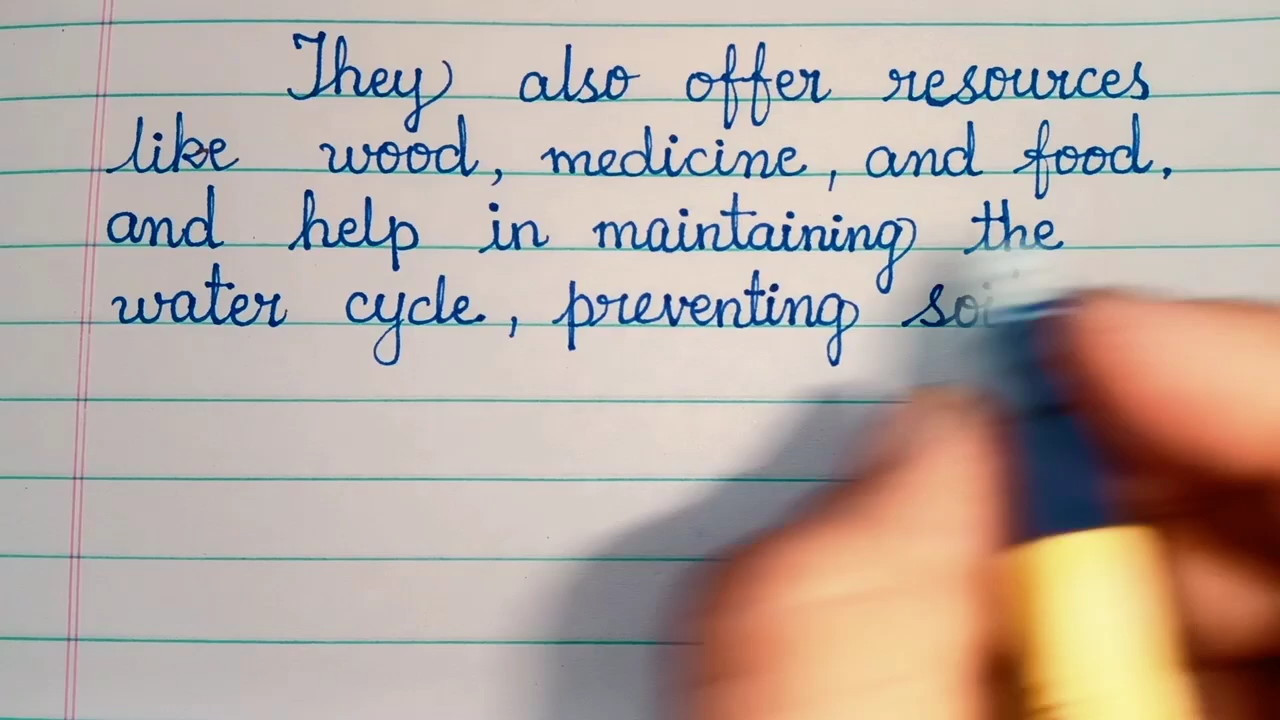 They also offer resources
like wood, medicine, and food,
and help in maintaining the
water cycle, preventing